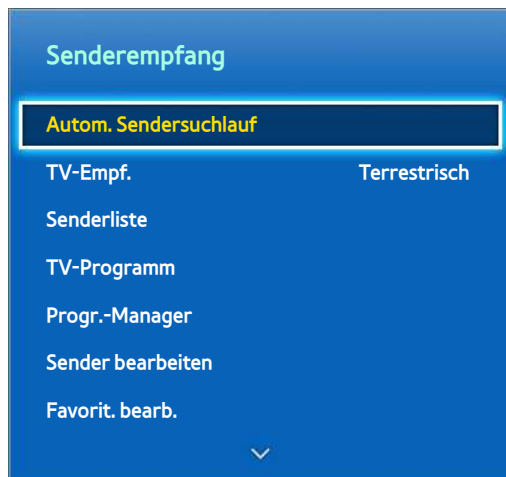 Senderempfang
Autom. Sendersuchlauf
TV-Empf. Terrestrisch
Senderliste
TV-Programm
Progr.-Manager
Sender bearbeiten
Favorit. bearb.